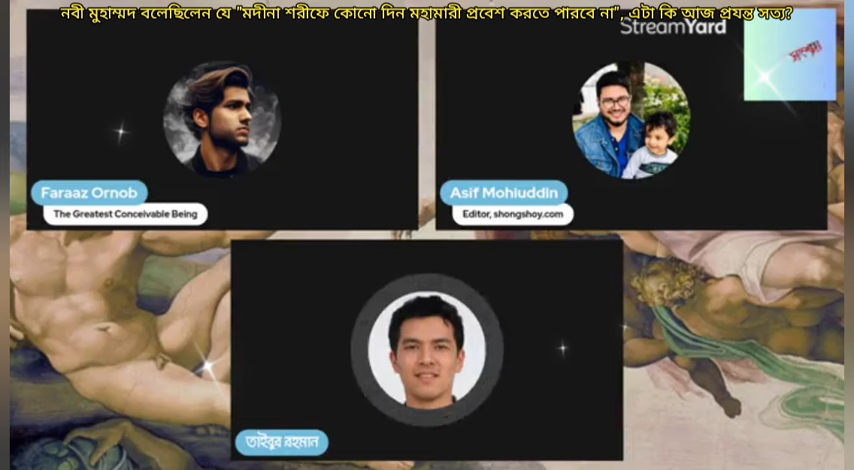 নবী মুহাম্মদ বলেছিলেন যে "মদীনা শরীফে কোনো দিন মহামারী প্রবেশ করতে পারবে না", এটা কি আজ প্রযন্ত সত্য?
StreamYard
সংশয়
Faraaz Ornob
The Greatest Conceivable Being
Asif Mohiuddin
Editor, shongshoy.com
তাইবুর রহমান